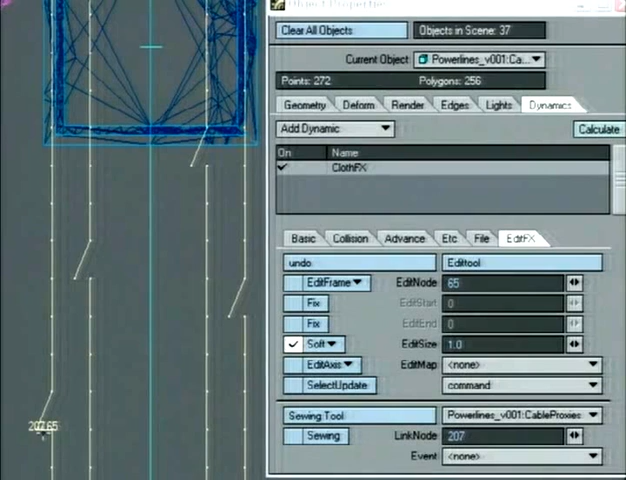 Object Properties
Clear All Objects
Objects in Scene: 37
Current Object
Powerlines_v001:Ca...
Points: 272
Polygons: 256
Geometry
Deform
Render
Edges
Lights
Dynamics
Add Dynamic
Calculate
On
Name
ClothFX
Basic
Collision
Advance
Etc
File
EditFX
undo
Edittool
EditFrame
EditNode
65
Fix
EditStart
0
Fix
EditEnd
0
Soft
EditSize
1.0
EditAxis
EditMap
<none>
SelectUpdate
command
Sewing Tool
Powerlines_v001:CableProxies
Sewing
LinkNode
207
Event
<none>